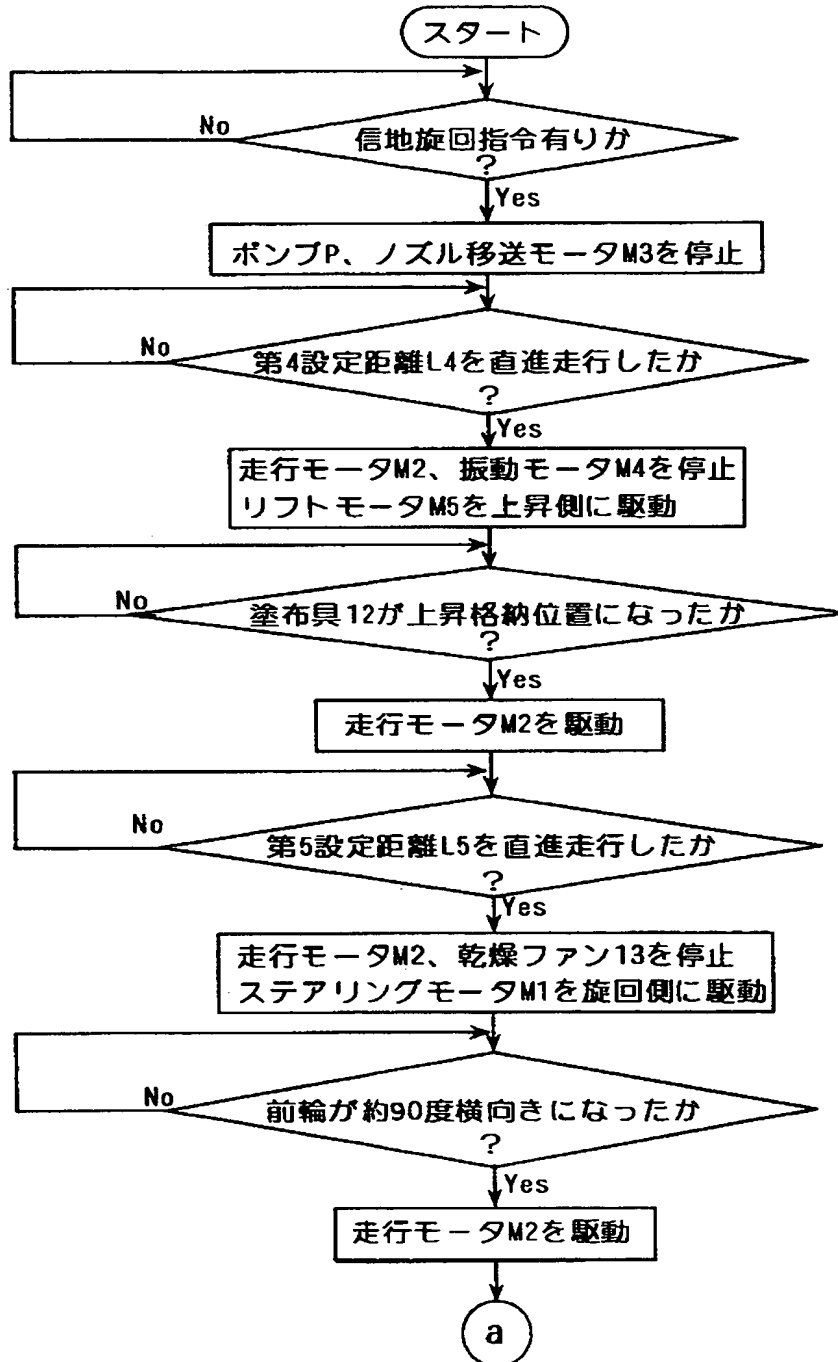 スタート
No
信地旋回指令有りか
?
Yes
ポンプP、ノズル移送モータM3を停止
No
第4設定距離L4を直進走行したか
?
Yes
走行モータM2、振動モータM4を停止
リフトモータM5を上昇側に駆動
No
塗布具12が上昇格納位置になったか
?
Yes
走行モータM2を駆動
No
第5設定距離L5を直進走行したか
?
Yes
走行モータM2、乾燥ファン13を停止
ステアリングモータM1を旋回側に駆動
No
前輪が約90度横向きになったか
?
Yes
走行モータM2を駆動
a